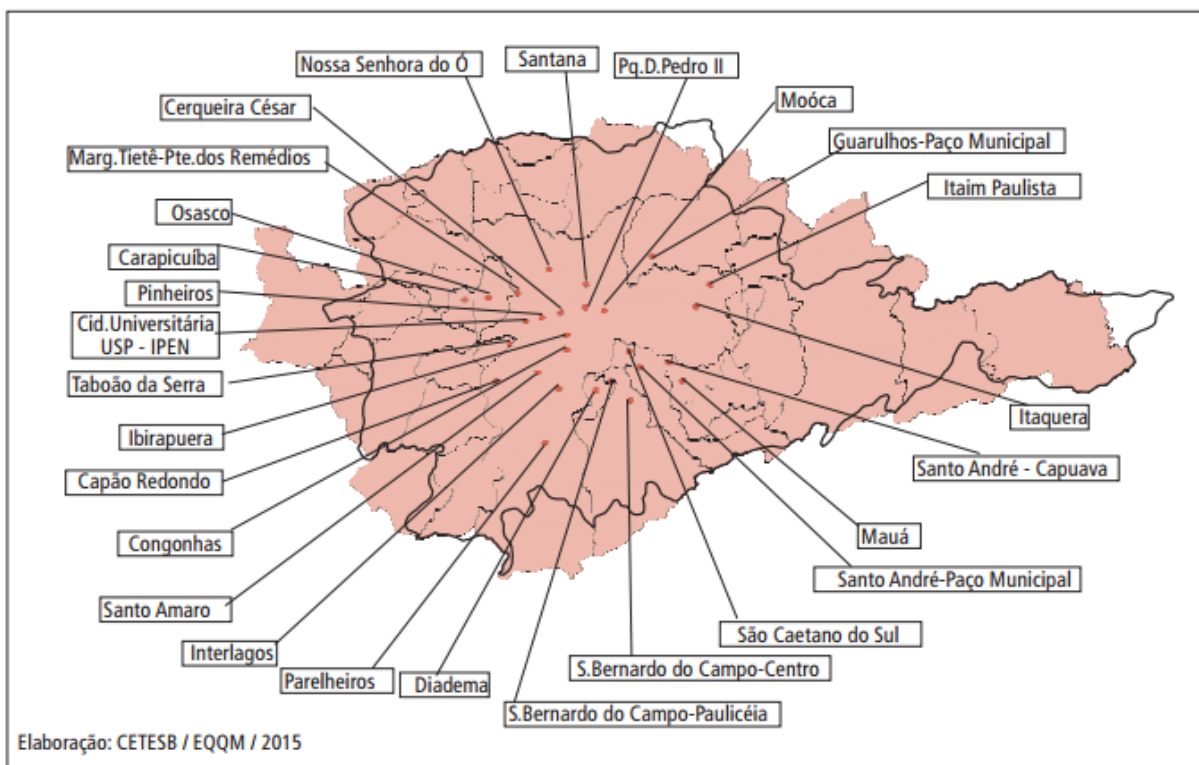 Nossa Senhora do Ó
Santana
Pq.D.Pedro II
Cerqueira César
Moóca
Marg.Tietê-Pte.dos Remédios
Guarulhos-Paço Municipal
Itaim Paulista
Osasco
Carapicuíba
Pinheiros
Cid.Universitária
USP - IPEN
Taboão da Serra
Itaquera
Ibirapuera
Santo André - Capuava
Capão Redondo
Mauá
Congonhas
Santo André-Paço Municipal
Santo Amaro
São Caetano do Sul
Interlagos
S.Bernardo do Campo-Centro
Parelheiros
Diadema
S.Bernardo do Campo-Paulicéia
Elaboração: CETESB / EQQM / 2015